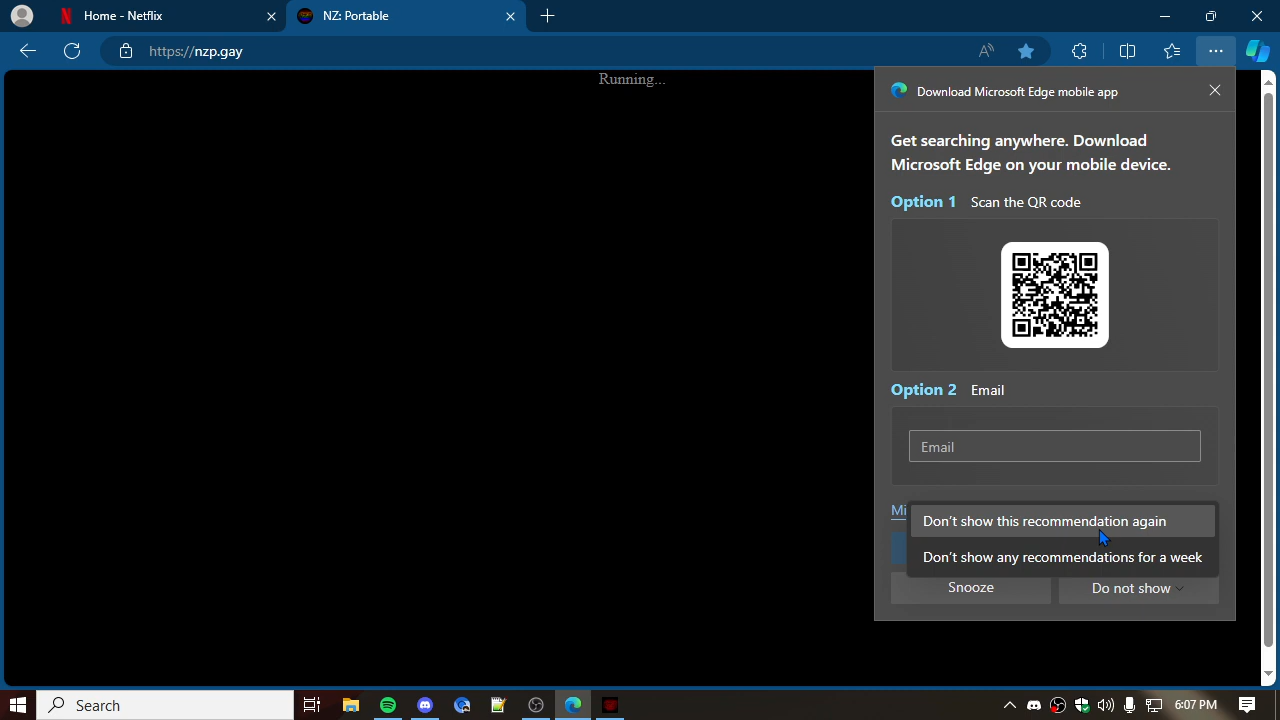 Home - Netflix
NZ: Portable
https://nzp.gay
Running...
Download Microsoft Edge mobile app
Get searching anywhere. Download
Microsoft Edge on your mobile device.
Option 1 Scan the QR code
Option 2 Email
Email
Mi
Don't show this recommendation again
Don't show any recommendations for a week
Snooze
Do not show
Search
6:07 PM